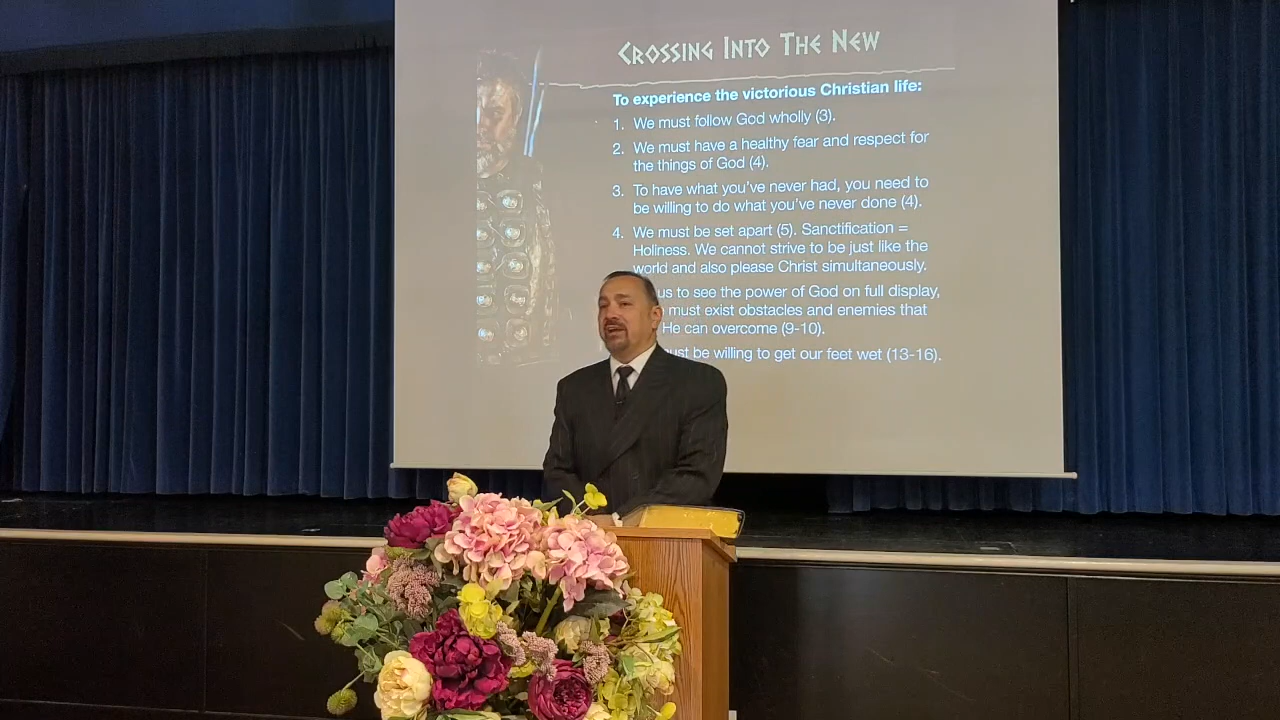 Crossing Into The New
To experience the victorious Christian life:
1. We must follow God wholly (3).
2. We must have a healthy fear and respect for
the things of God (4).
3. To have what you've never had, you need to
be willing to do what you've never done (4).
4. We must be set apart (5). Sanctification =
Holiness. We cannot strive to be just like the
world and also please Christ simultaneously.
us to see the power of God on full display,
must exist obstacles and enemies that
He can overcome (9-10).
must be willing to get our feet wet (13-16).